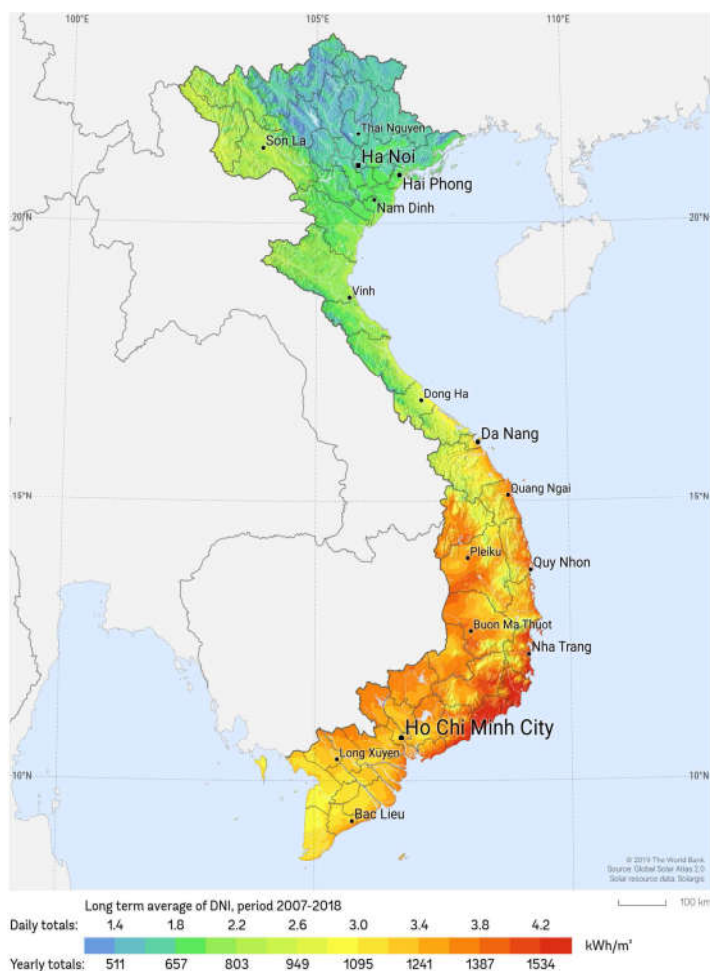 100°E 105°E 110°E
Thai Nguyen
Son La
Ha Noi
Hai Phong
Nam Dinh
20°N 20°N
Vinh
Dong Ha
Da Nang
Quang Ngai
15°N 15°N
Pleiku
Quy Nhon
Buon Ma Thuot
Nha Trang
Ho Chi Minh City
Long Xuyen
10°N 10°N
Bac Lieu
© 2019 The World Bank
Source: Global Solar Atlas 2.0
Solar resource data: Solargis
Long term average of DNI, period 2007-2018
100 km
Daily totals: 1.4 1.8 2.2 2.6 3.0 3.4 3.8 4.2
kWh/m²
Yearly totals: 511 657 803 949 1095 1241 1387 1534